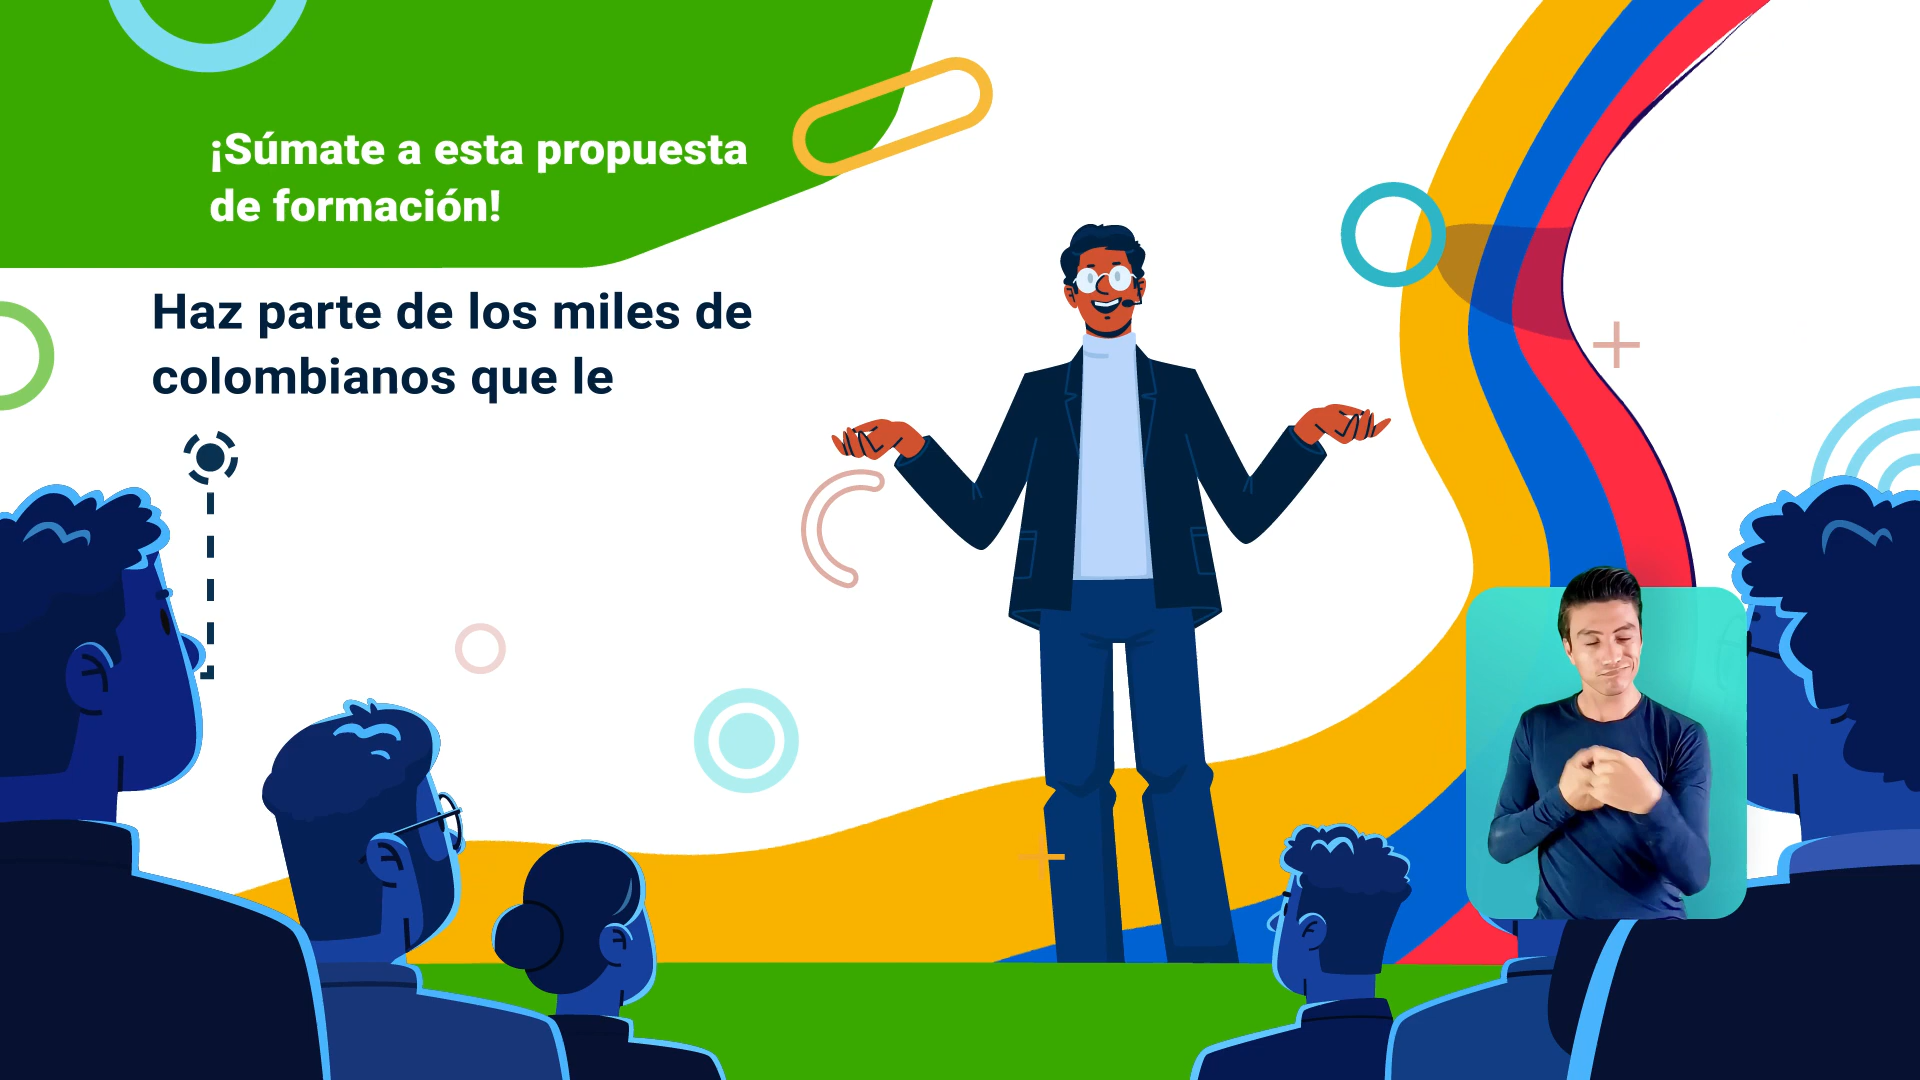 ¡Súmate a esta propuesta
de formación!
Haz parte de los miles de
colombianos que le